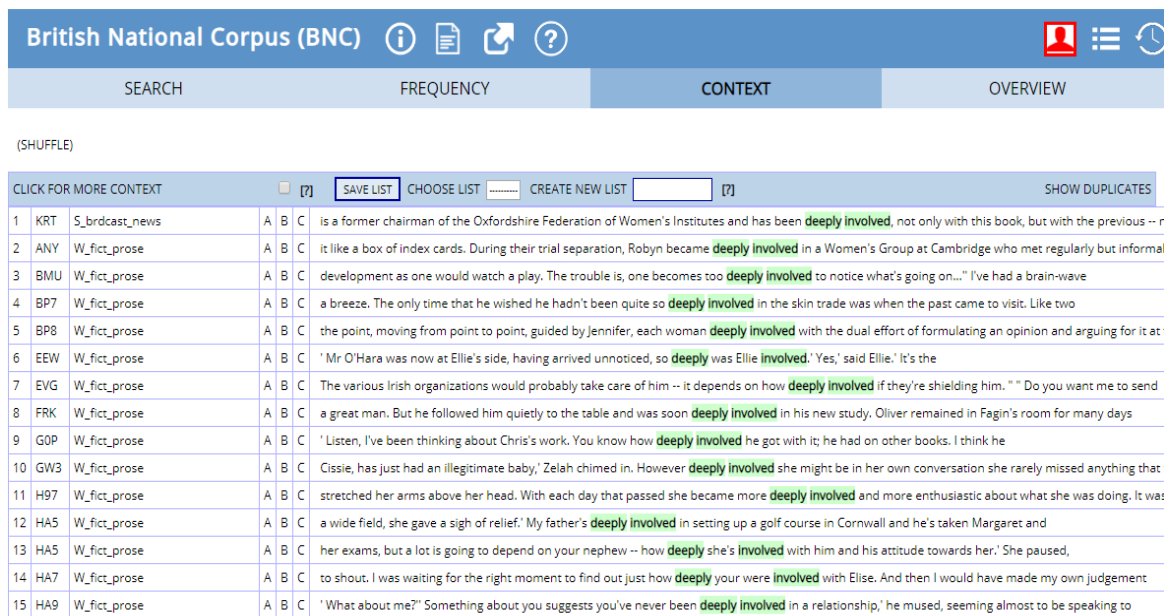 British National Corpus (BNC)
SEARCH FREQUENCY CONTEXT OVERVIEW
(SHUFFLE)
CLICK FOR MORE CONTEXT [?] SAVE LIST CHOOSE LIST --------- CREATE NEW LIST [?] SHOW DUPLICATES
1 KRT S_brdcast_news A B C is a former chairman of the Oxfordshire Federation of Women's Institutes and has been deeply involved, not only with this book, but with the previous --
2 ANY W_fict_prose A B C it like a box of index cards. During their trial separation, Robyn became deeply involved in a Women's Group at Cambridge who met regularly but informal
3 BMU W_fict_prose A B C development as one would watch a play. The trouble is, one becomes too deeply involved to notice what's going on..." I've had a brain-wave
4 BP7 W_fict_prose A B C a breeze. The only time that he wished he hadn't been quite so deeply involved in the skin trade was when the past came to visit. Like two
5 BP8 W_fict_prose A B C the point, moving from point to point, guided by Jennifer, each woman deeply involved with the dual effort of formulating an opinion and arguing for it at
6 EEW W_fict_prose A B C ' Mr O'Hara was now at Ellie's side, having arrived unnoticed, so deeply was Ellie involved.' Yes,' said Ellie.' It's the
7 EVG W_fict_prose A B C The various Irish organizations would probably take care of him -- it depends on how deeply involved if they're shielding him. " " Do you want me to send
8 FRK W_fict_prose A B C a great man. But he followed him quietly to the table and was soon deeply involved in his new study. Oliver remained in Fagin's room for many days
9 G0P W_fict_prose A B C ' Listen, I've been thinking about Chris's work. You know how deeply involved he got with it; he had on other books. I think he
10 GW3 W_fict_prose A B C Cissie, has just had an illegitimate baby,' Zelah chimed in. However deeply involved she might be in her own conversation she rarely missed anything that
11 H97 W_fict_prose A B C stretched her arms above her head. With each day that passed she became more deeply involved and more enthusiastic about what she was doing. It was
12 HA5 W_fict_prose A B C a wide field, she gave a sigh of relief.' My father's deeply involved in setting up a golf course in Cornwall and he's taken Margaret and
13 HA5 W_fict_prose A B C her exams, but a lot is going to depend on your nephew -- how deeply she's involved with him and his attitude towards her.' She paused,
14 HA7 W_fict_prose A B C to shout. I was waiting for the right moment to find out just how deeply your were involved with Elise. And then I would have made my own judgement
15 HA9 W_fict_prose A B C ' What about me?" Something about you suggests you've never been deeply involved in a relationship,' he mused, seeming almost to be speaking to